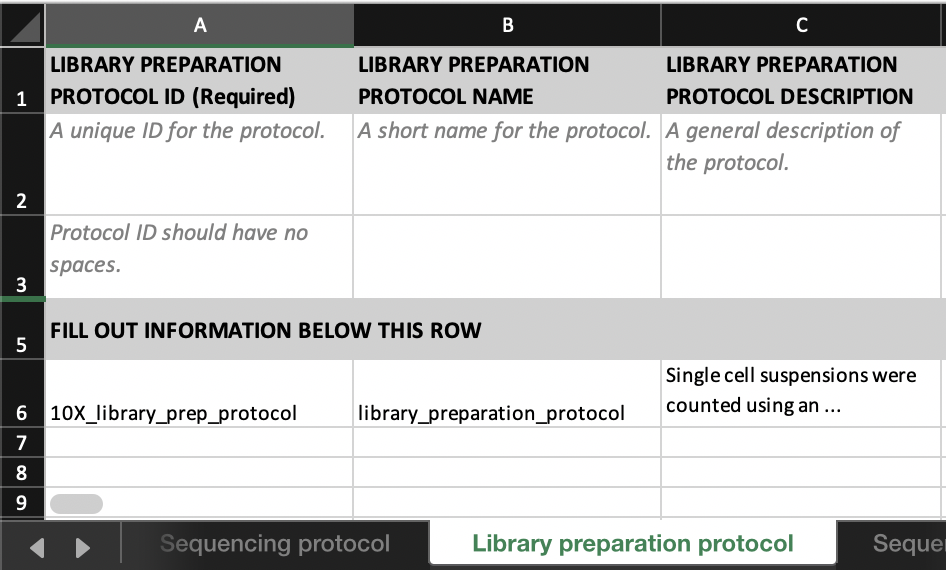 A B C
1 LIBRARY PREPARATION PROTOCOL ID (Required) LIBRARY PREPARATION PROTOCOL NAME LIBRARY PREPARATION PROTOCOL DESCRIPTION
2 A unique ID for the protocol. A short name for the protocol. A general description of the protocol.
3 Protocol ID should have no spaces.
5 FILL OUT INFORMATION BELOW THIS ROW
6 10X_library_prep_protocol library_preparation_protocol Single cell suspensions were counted using an ...
7
8
9
Sequencing protocol Library preparation protocol Seque